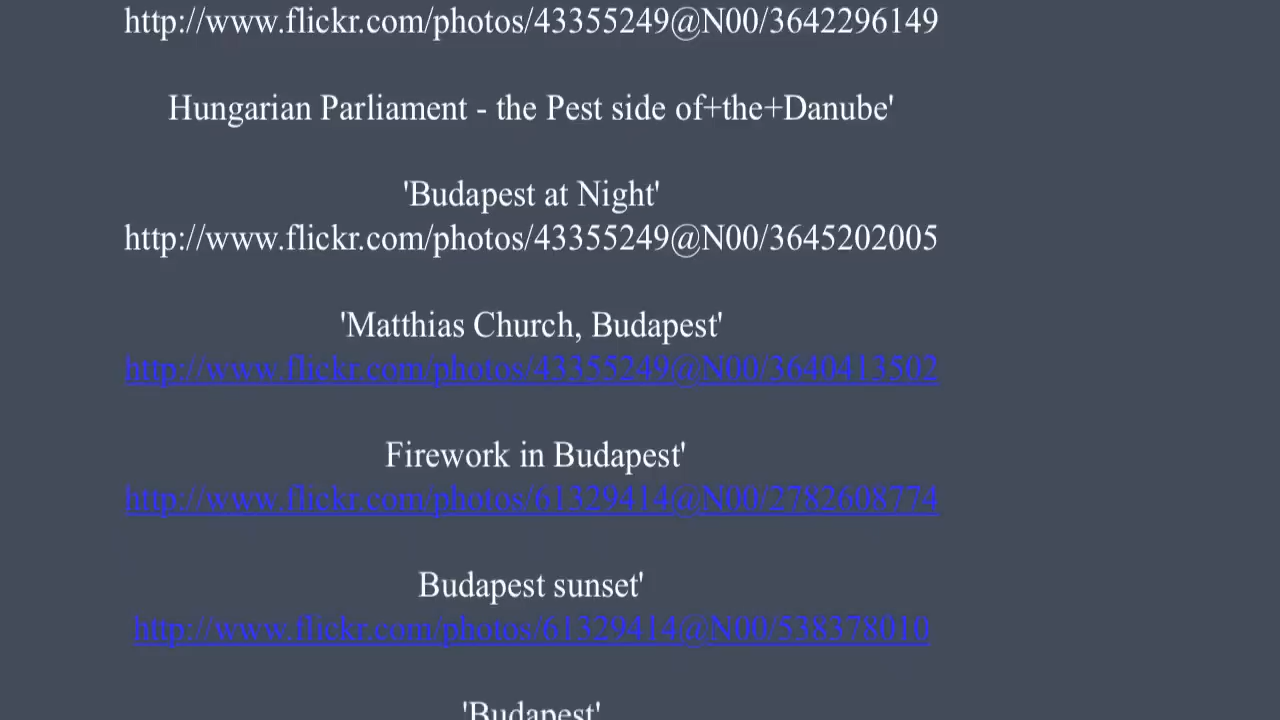 http://www.flickr.com/photos/43355249@N00/3642296149
Hungarian Parliament - the Pest side of+the+Danube'
'Budapest at Night'
http://www.flickr.com/photos/43355249@N00/3645202005
'Matthias Church, Budapest'
http://www.flickr.com/photos/43355249@N00/3640413502
Firework in Budapest'
http://www.flickr.com/photos/61329414@N00/2782608774
Budapest sunset'
http://www.flickr.com/photos/61329414@N00/538378010
'Budapest'